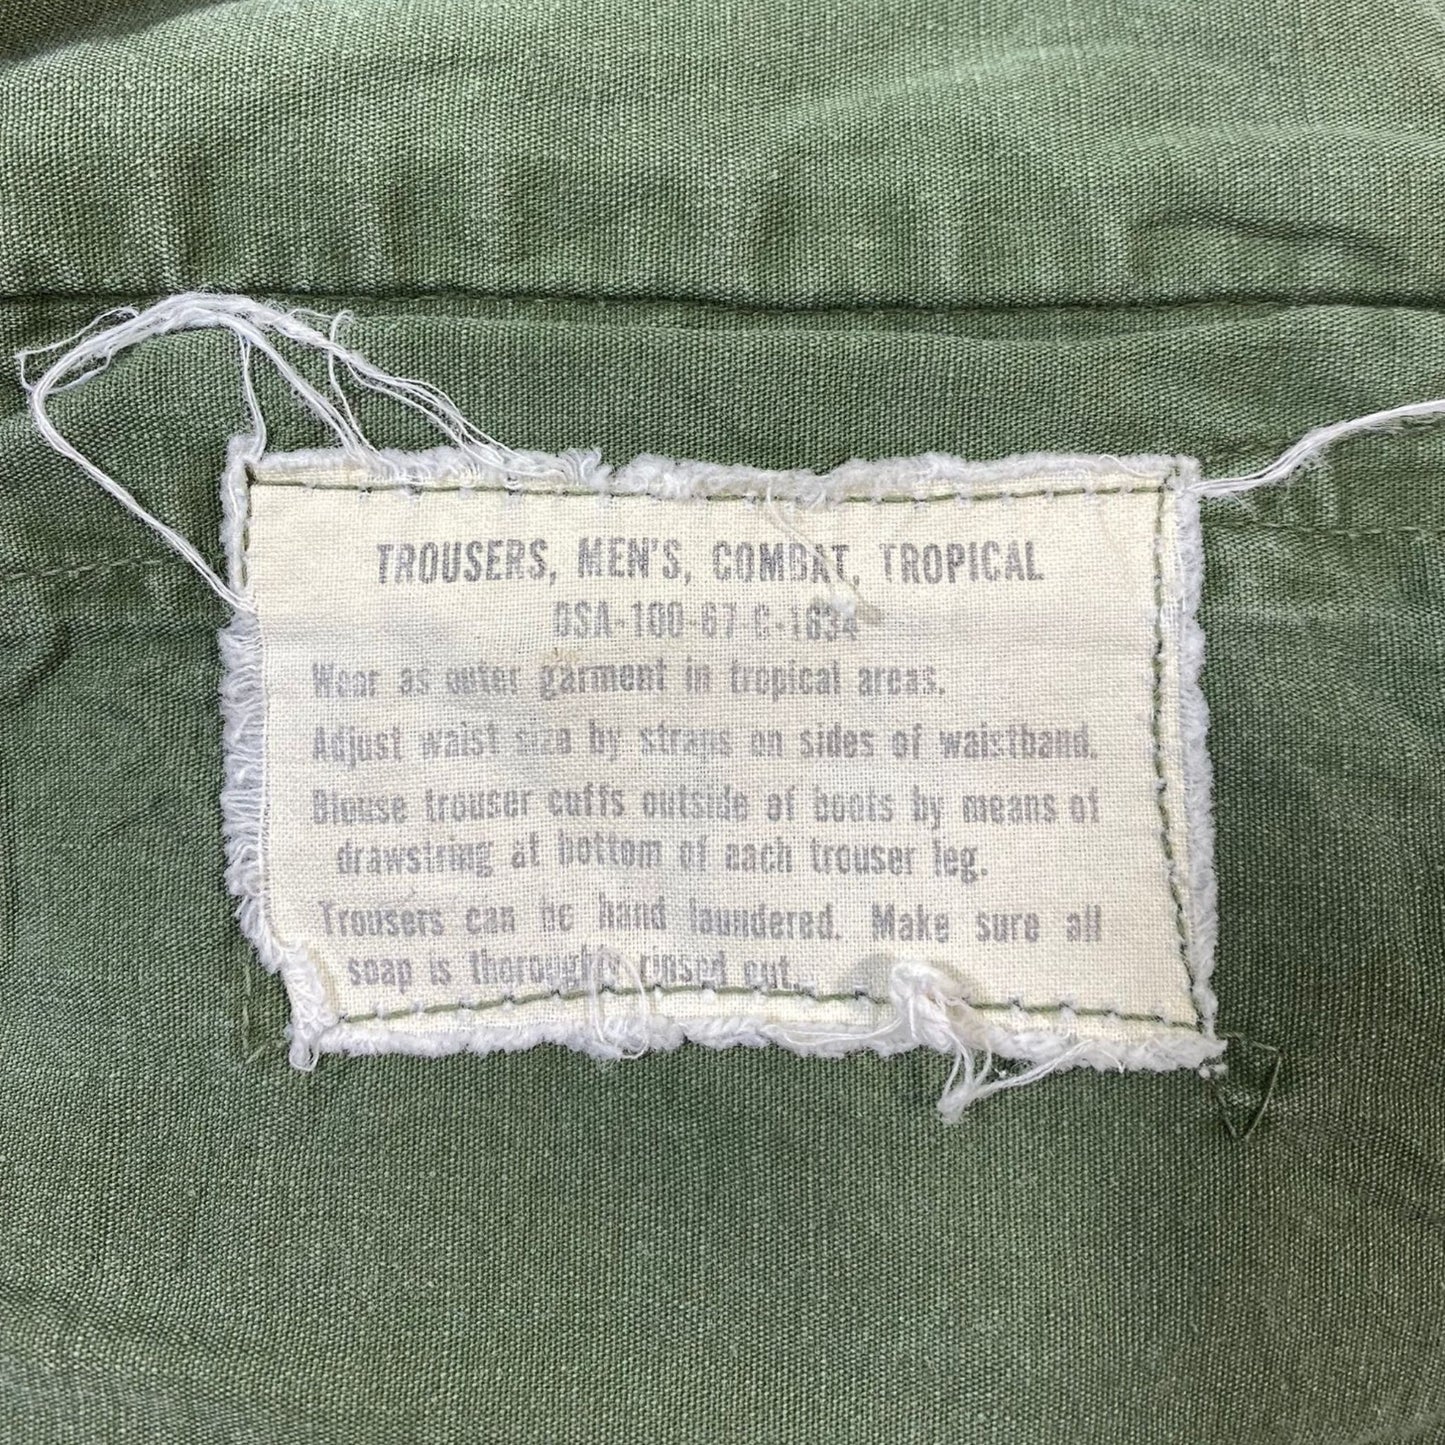 TROUSERS, MEN'S, COMBAT, TROPICAL
DSA-100-67-C-1634
Wear as outer garment in tropical areas.
Adjust waist size by straps on sides of waistband.
Blouse trouser cuffs outside of boots by means of
drawstring at bottom of each trouser leg.
Trousers can be hand laundered. Make sure all
soap is thoroughly rinsed out.